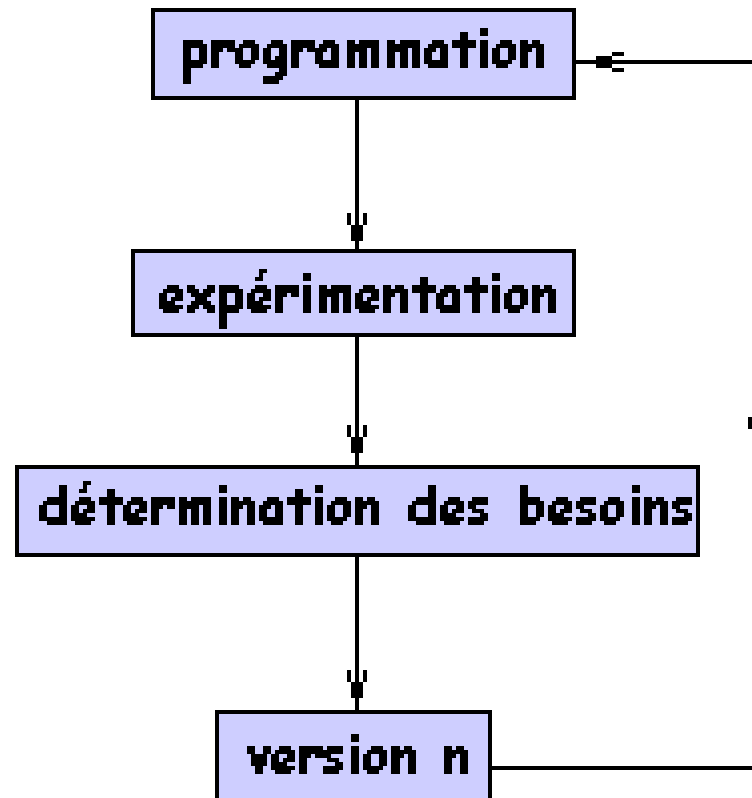 programmation
expérimentation
détermination des besoins
version n